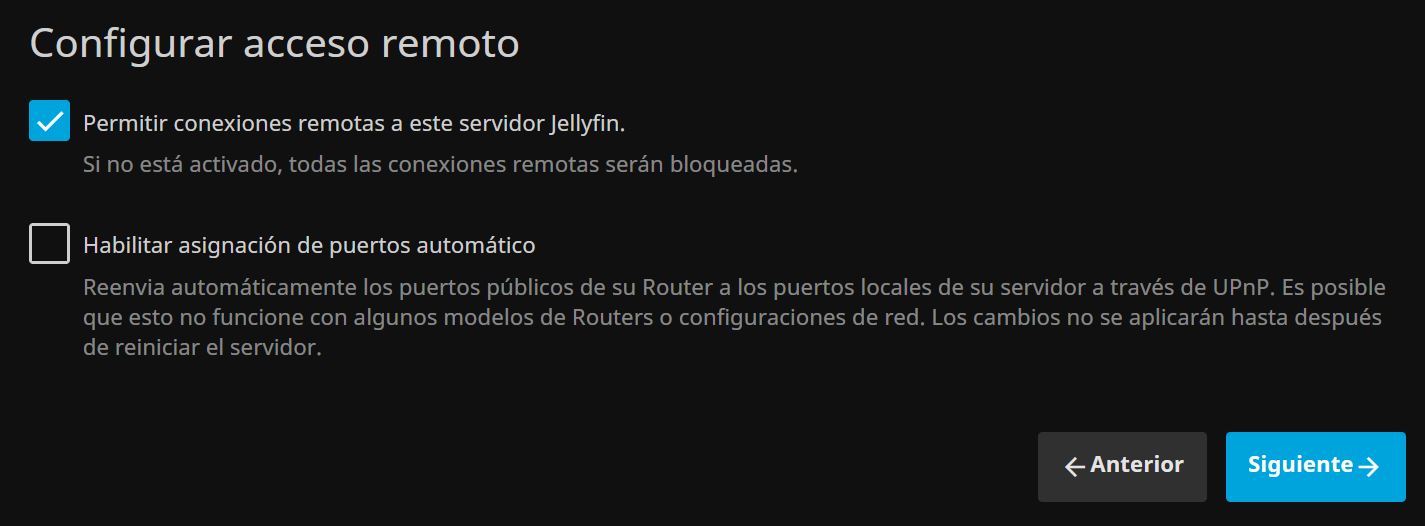 Configurar acceso remoto
Permitir conexiones remotas a este servidor Jellyfin.
Si no está activado, todas las conexiones remotas serán bloqueadas.
Habilitar asignación de puertos automático
Reenvia automáticamente los puertos públicos de su Router a los puertos locales de su servidor a través de UPnP. Es posible
que esto no funcione con algunos modelos de Routers o configuraciones de red. Los cambios no se aplicarán hasta después
de reiniciar el servidor.
Anterior
Siguiente